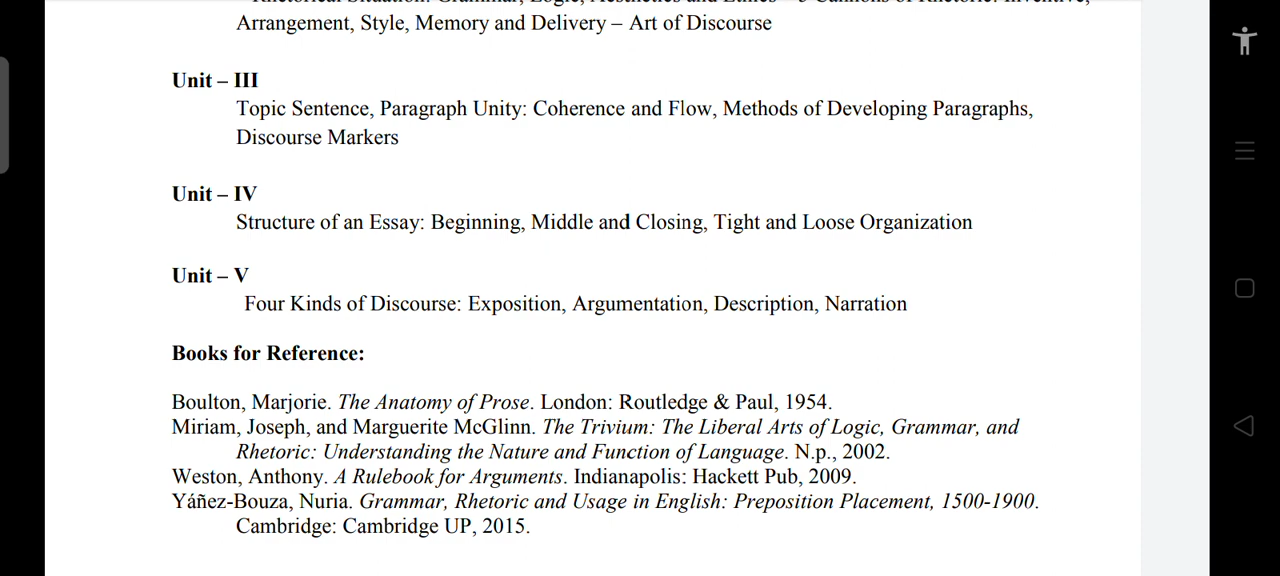 Arrangement, Style, Memory and Delivery – Art of Discourse
Unit – III
Topic Sentence, Paragraph Unity: Coherence and Flow, Methods of Developing Paragraphs,
Discourse Markers
Unit – IV
Structure of an Essay: Beginning, Middle and Closing, Tight and Loose Organization
Unit – V
Four Kinds of Discourse: Exposition, Argumentation, Description, Narration
Books for Reference:
Boulton, Marjorie. The Anatomy of Prose. London: Routledge & Paul, 1954.
Miriam, Joseph, and Marguerite McGlinn. The Trivium: The Liberal Arts of Logic, Grammar, and
Rhetoric: Understanding the Nature and Function of Language. N.p., 2002.
Weston, Anthony. A Rulebook for Arguments. Indianapolis: Hackett Pub, 2009.
Yáñez-Bouza, Nuria. Grammar, Rhetoric and Usage in English: Preposition Placement, 1500-1900.
Cambridge: Cambridge UP, 2015.